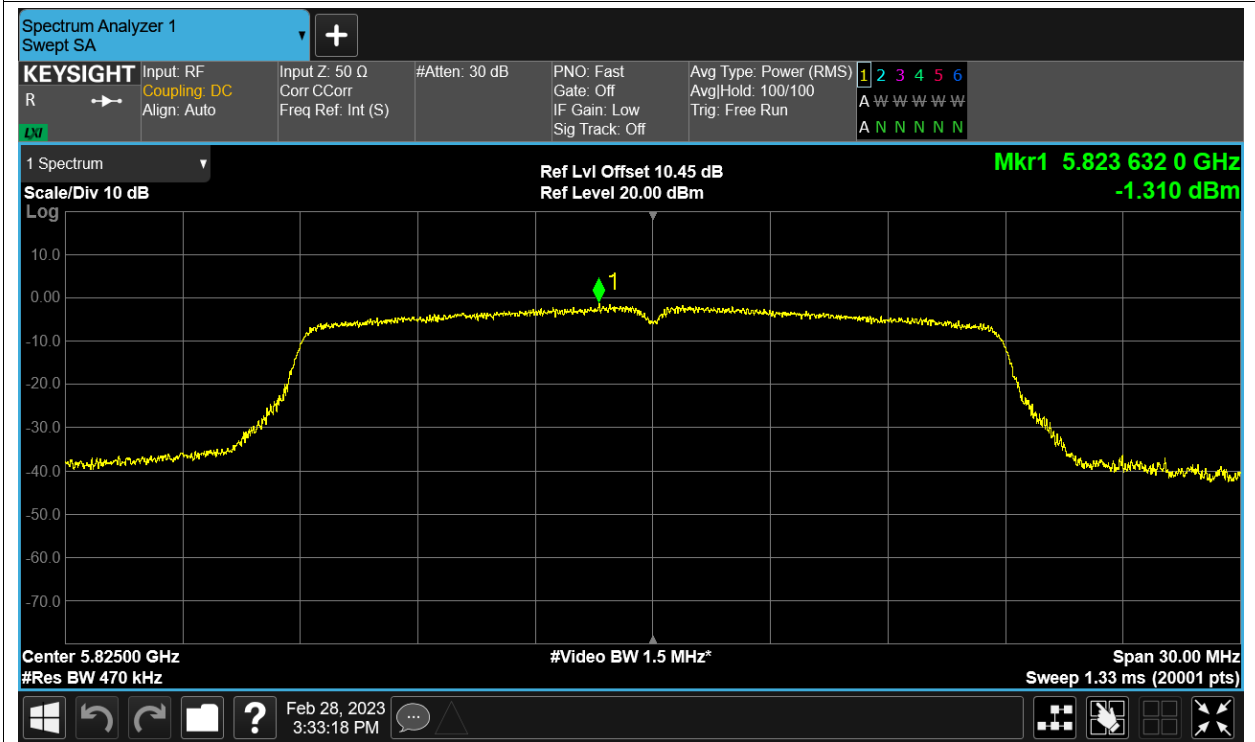 Spectrum Analyzer 1
Swept SA
+
KEYSIGHT
R
LXI
Input: RF
Coupling: DC
Align: Auto
Input Z: 50 Ω
Corr CCorr
Freq Ref: Int (S)
#Atten: 30 dB
PNO: Fast
Gate: Off
IF Gain: Low
Sig Track: Off
Avg Type: Power (RMS)
Avg|Hold: 100/100
Trig: Free Run
1 2 3 4 5 6
A W W W W W
A N N N N N
1 Spectrum
Scale/Div 10 dB
Ref Lvl Offset 10.45 dB
Ref Level 20.00 dBm
Mkr1 5.823 632 0 GHz
-1.310 dBm
Log
10.0
0.00
-10.0
-20.0
-30.0
-40.0
-50.0
-60.0
-70.0
1
Center 5.82500 GHz
#Res BW 470 kHz
#Video BW 1.5 MHz*
Span 30.00 MHz
Sweep 1.33 ms (20001 pts)
?
Feb 28, 2023
3:33:18 PM